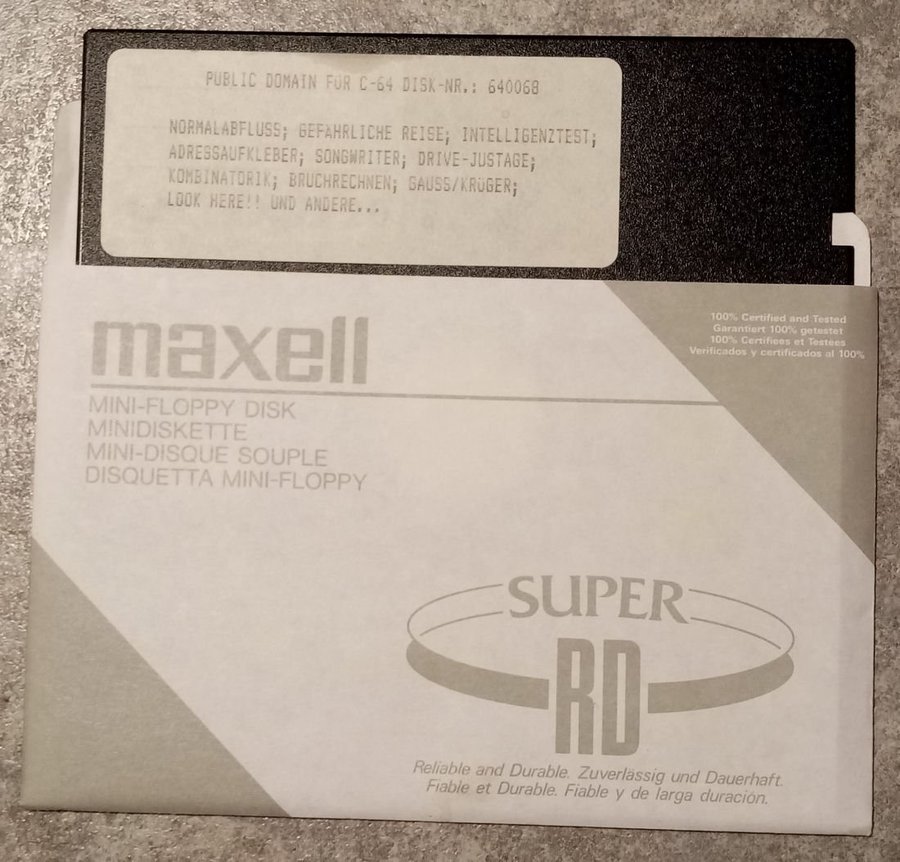 PUBLIC DOMAIN FÜR C-64 DISK-NR.: 640068
NORMALABFLUSS; GEFÄHRLICHE REISE; INTELLIGENZTEST;
ADRESSAUFKLEBER; SONGWRITER; DRIVE-JUSTAGE;
KOMBINATORIK; BRUCHRECHNEN; GAUSS/KRÜGER;
LOOK HERE!! UND ANDERE...
maxell
MINI-FLOPPY DISK
MINIDISKETTE
MINI-DISQUE SOUPLE
DISQUETTA MINI-FLOPPY
100% Certified and Tested
Garantiert 100% getestet
100% Certifiees et Testées
Verificados y certificados al 100%
SUPER
RD
Reliable and Durable. Zuverlässig und Dauerhaft.
Fiable et Durable. Fiable y de larga duración.